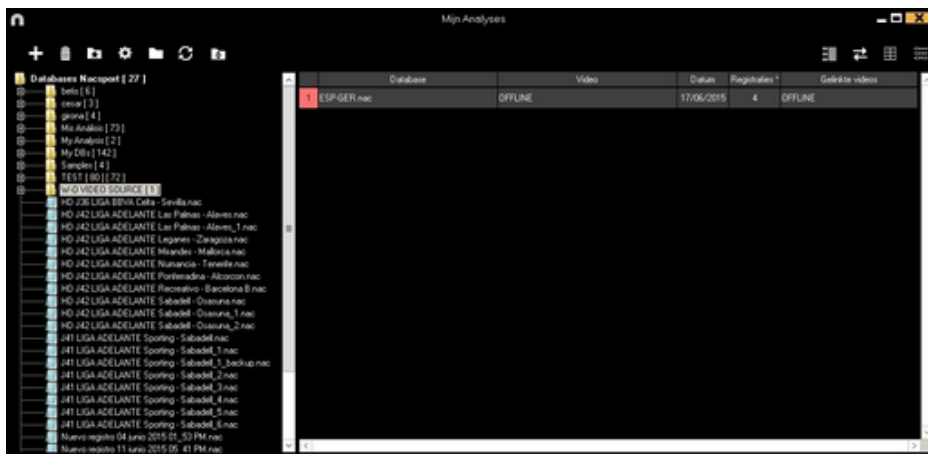 Mijn Analyses
Databases Nacsport [ 27 ]
betis [ 6 ]
cesar [ 3 ]
girona [ 4 ]
Mis Análisis [ 73 ]
My Analysis [ 2 ]
My DBs [ 142 ]
Samples [ 4 ]
TEST [ 80 ] [ 72 ]
W-O VIDEO SOURCE [ 1 ]
HD J36 LIGA BBVA Celta - Sevilla.nac
HD J42 LIGA ADELANTE Las Palmas - Alaves.nac
HD J42 LIGA ADELANTE Las Palmas - Alaves_1.nac
HD J42 LIGA ADELANTE Leganes - Zaragoza.nac
HD J42 LIGA ADELANTE Mirandes - Mallorca.nac
HD J42 LIGA ADELANTE Numancia - Tenerife.nac
HD J42 LIGA ADELANTE Ponferradina - Alcorcon.nac
HD J42 LIGA ADELANTE Recreativo - Barcelona B.nac
HD J42 LIGA ADELANTE Sabadell - Osasuna.nac
HD J42 LIGA ADELANTE Sabadell - Osasuna_1.nac
HD J42 LIGA ADELANTE Sabadell - Osasuna_2.nac
J41 LIGA ADELANTE Sporting - Sabadell.nac
J41 LIGA ADELANTE Sporting - Sabadell_1.nac
J41 LIGA ADELANTE Sporting - Sabadell_1_backup.nac
J41 LIGA ADELANTE Sporting - Sabadell_2.nac
J41 LIGA ADELANTE Sporting - Sabadell_3.nac
J41 LIGA ADELANTE Sporting - Sabadell_4.nac
J41 LIGA ADELANTE Sporting - Sabadell_5.nac
J41 LIGA ADELANTE Sporting - Sabadell_6.nac
Nuevo registro 04 junio 2015 01_53 PM.nac
Nuevo registro 11 junio 2015 05_41 PM.nac
Database Video Datum Registraties * Gelinkte videos
1 ESP-GER.nac OFFLINE 17/06/2015 4 OFFLINE